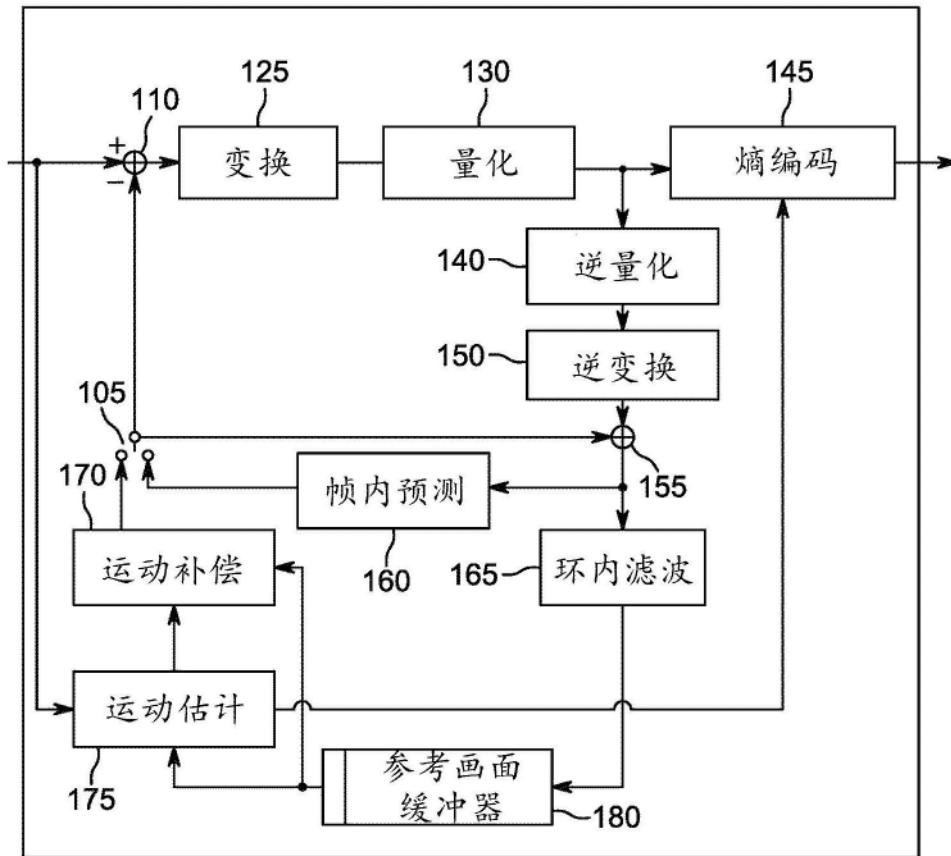 125
130
145
110
+
变换
量化
熵编码
−
140
逆量化
150
逆变换
105
155
170
帧内预测
运动补偿
160
165
环内滤波
运动估计
175
参考画面
缓冲器
180